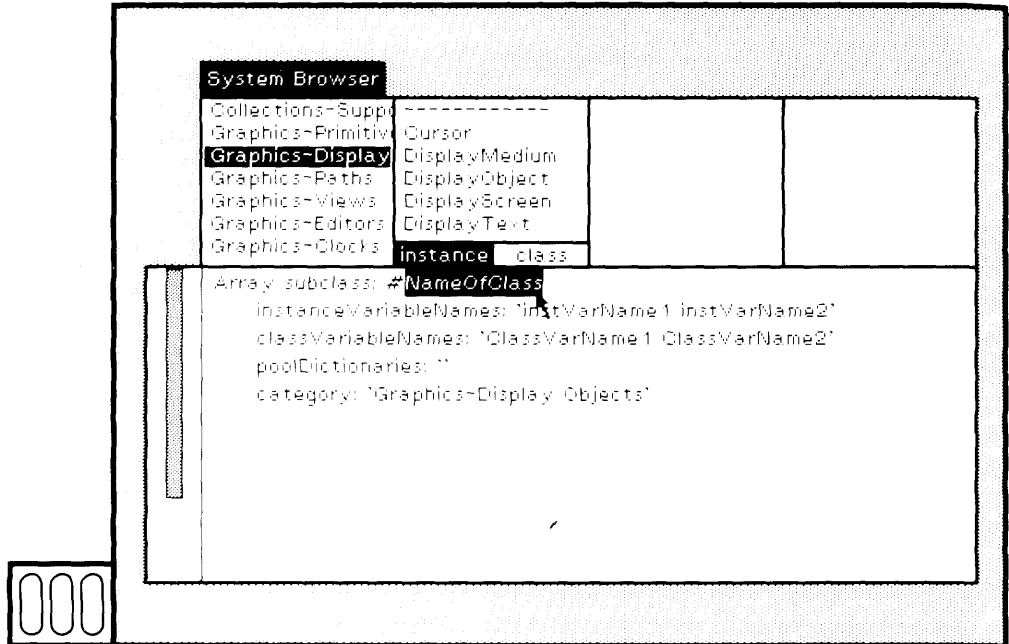 System Browser
Collections-Suppo
Graphics-Primitiv
Graphics-Display
Graphics-Paths
Graphics-Views
Graphics-Editors
Graphics-Clocks
------------
Cursor
DisplayMedium
DisplayObject
DisplayScreen
DisplayText
instance class
Array subclass: #NameOfClass
instanceVariableNames: 'instVarName1 instVarName2'
classVariableNames: 'ClassVarName1 ClassVarName2'
poolDictionaries: ''
category: 'Graphics-Display Objects'